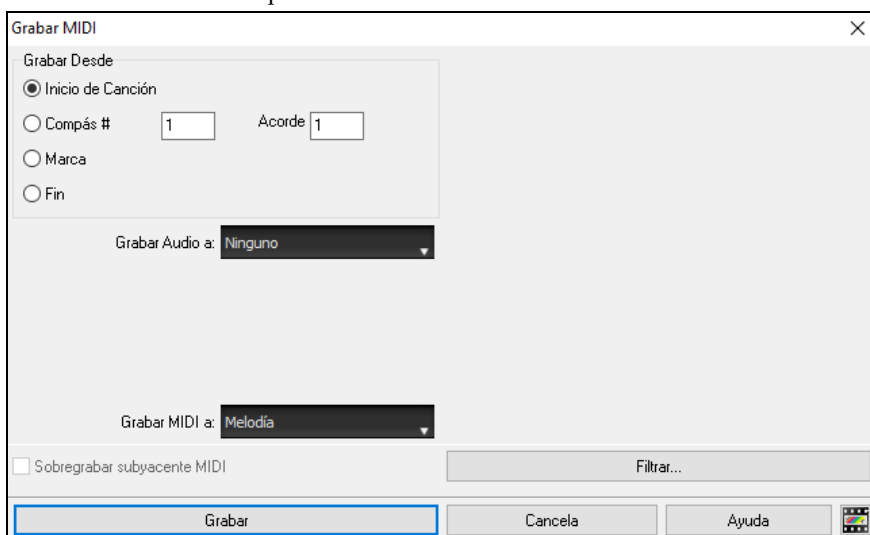 Grabar MIDI
Grabar Desde
Inicio de Canción
Compás # 1 Acorde 1
Marca
Fin
Grabar Audio a: Ninguno
Grabar MIDI a: Melodía
Sobregrabar subyacente MIDI
Filtrar...
Grabar Cancela Ayuda